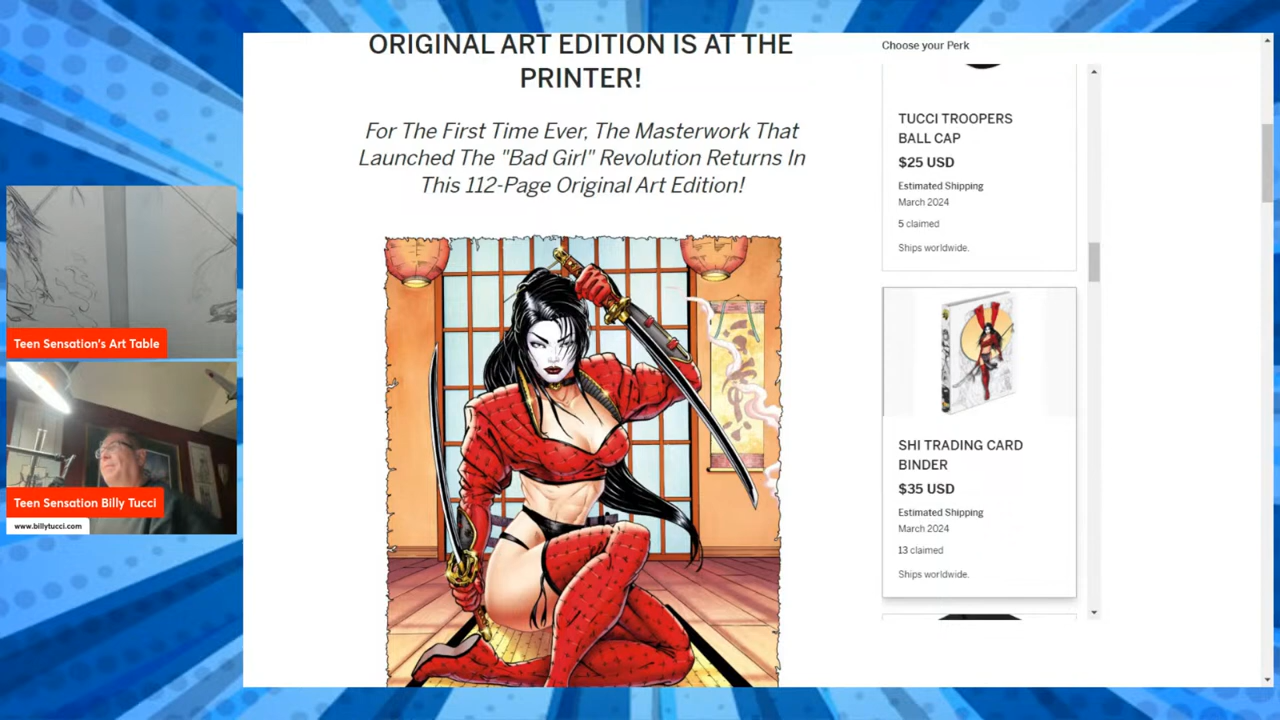 ORIGINAL ART EDITION IS AT THE
PRINTER!
For The First Time Ever, The Masterwork That
Launched The "Bad Girl" Revolution Returns In
This 112-Page Original Art Edition!
Choose your Perk
TUCCI TROOPERS
BALL CAP
$25 USD
Estimated Shipping
March 2024
5 claimed
Ships worldwide.
SHI TRADING CARD
BINDER
$35 USD
Estimated Shipping
March 2024
13 claimed
Ships worldwide.
Teen Sensation's Art Table
Teen Sensation Billy Tucci
www.billytucci.com